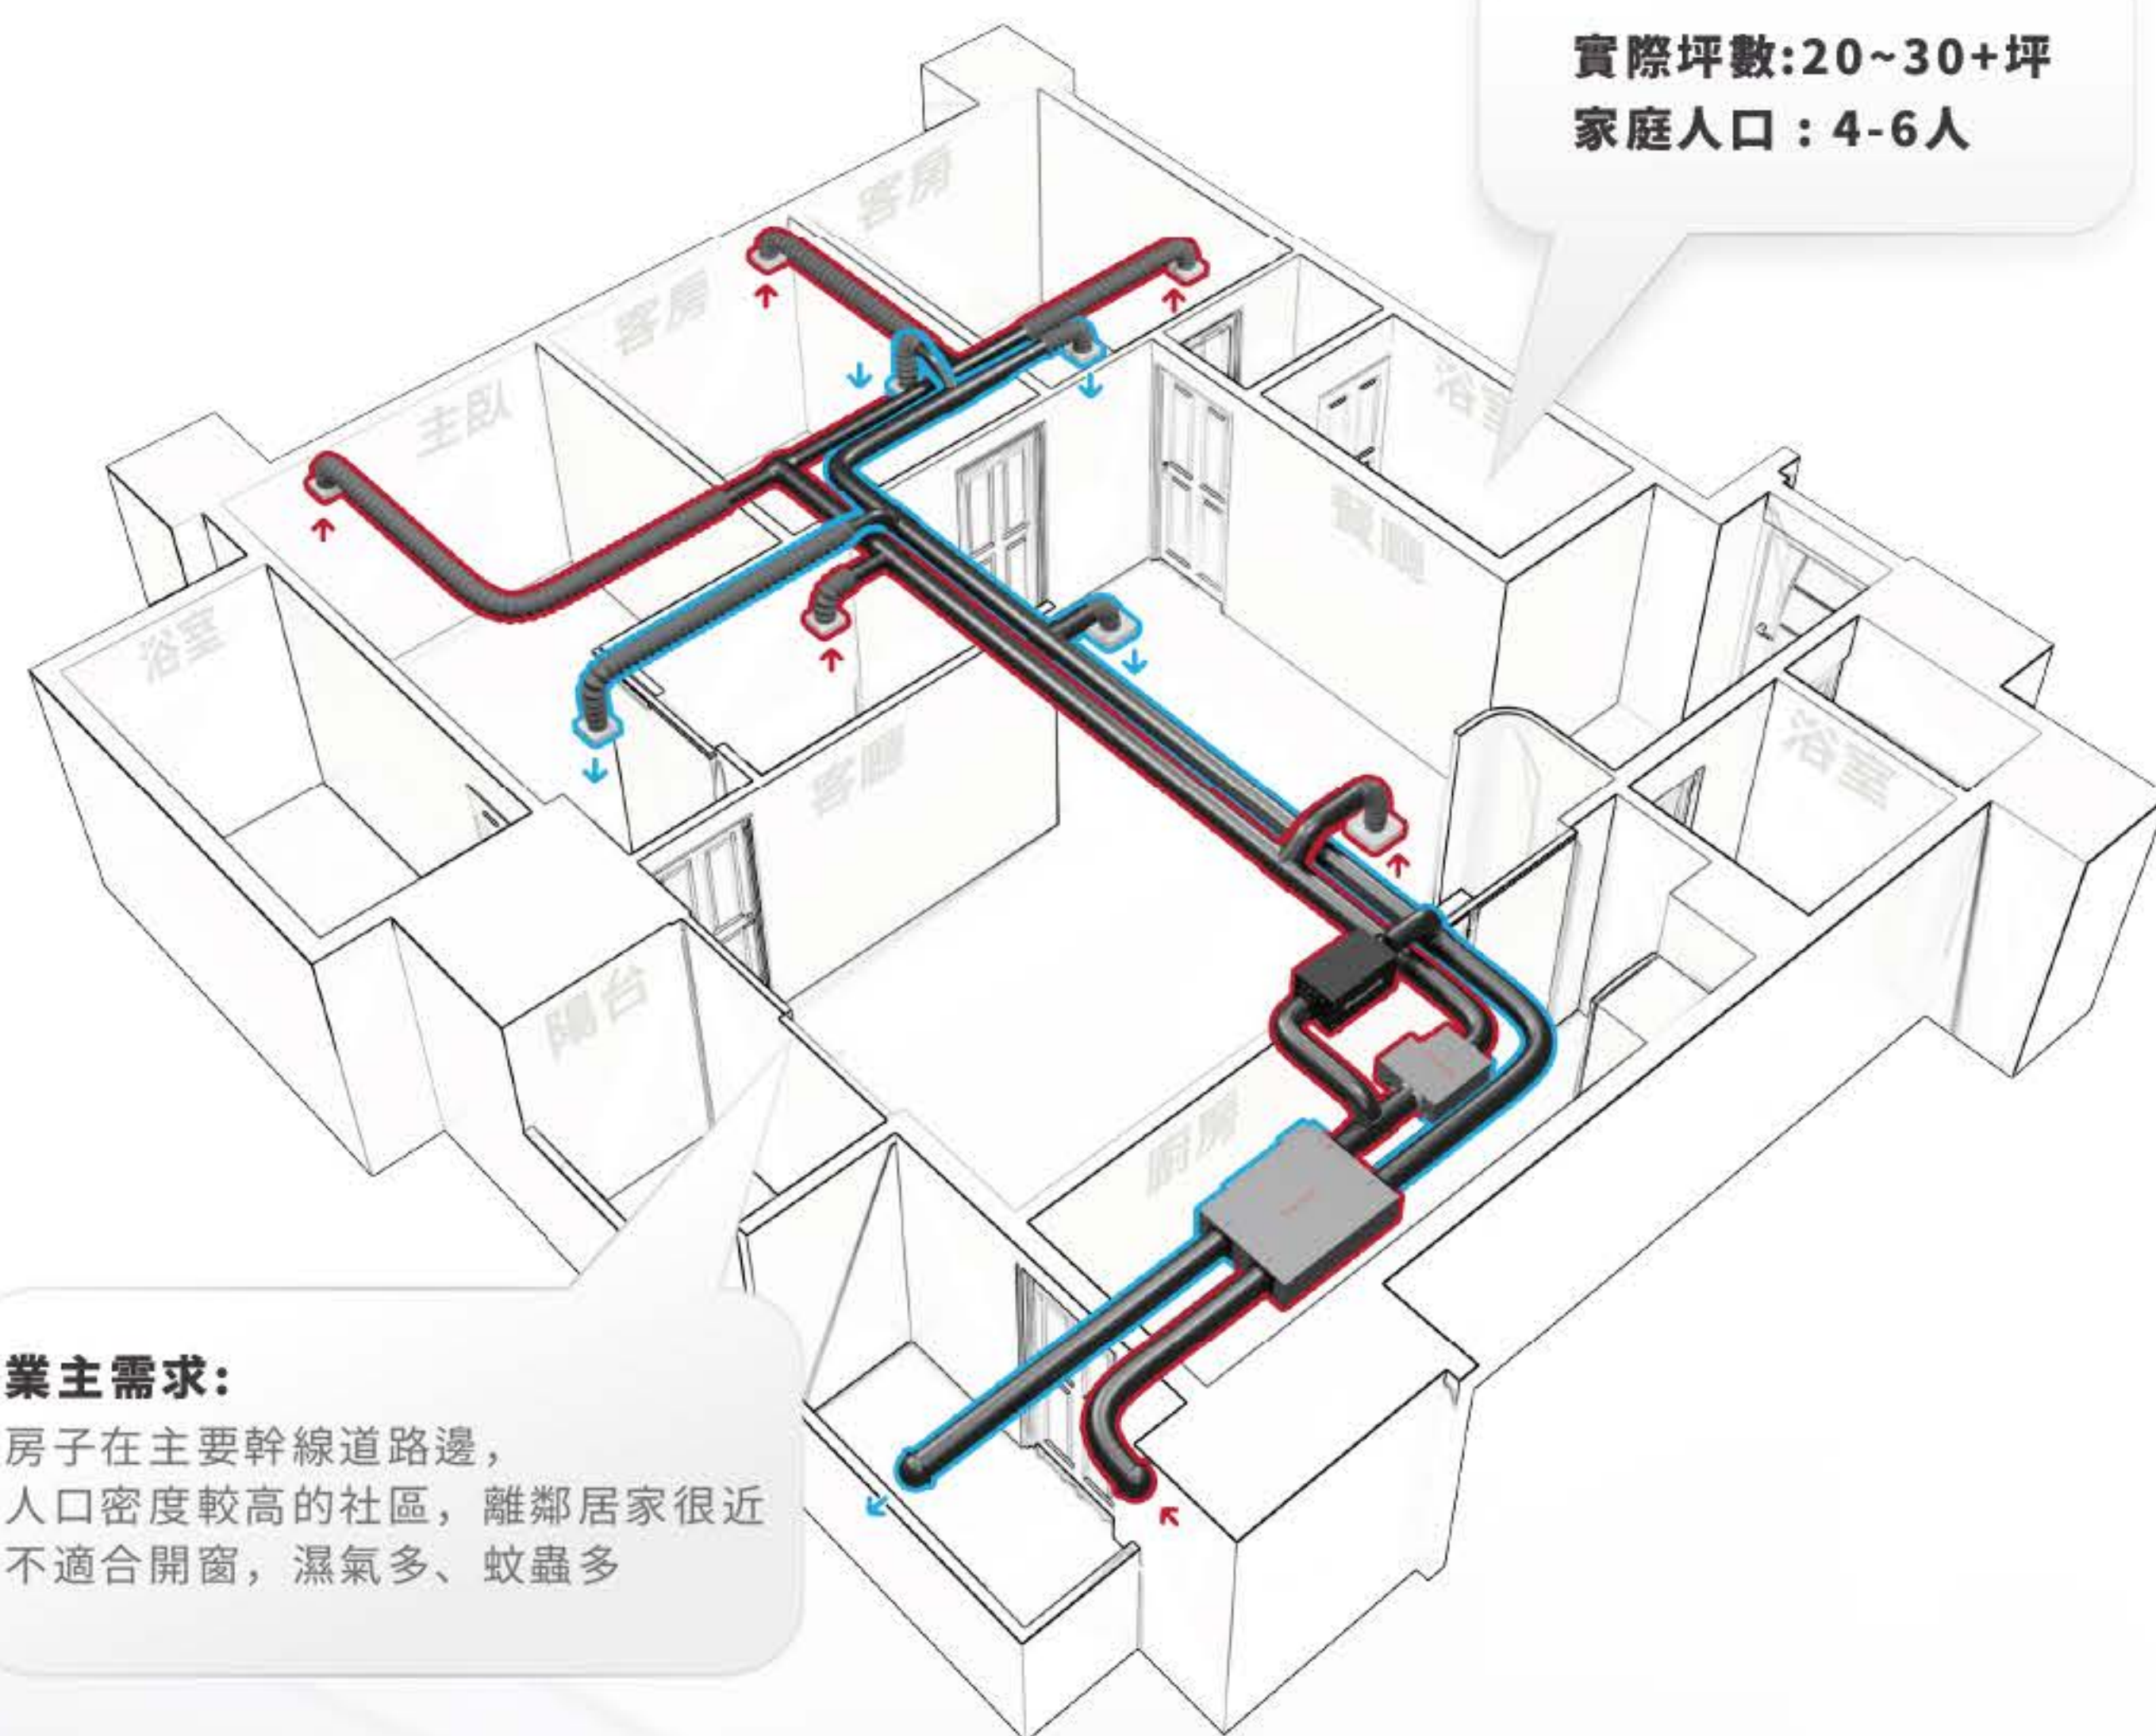 實際坪數:20~30+坪
家庭人口：4-6人
客房
客房
主臥
浴室
餐廳
浴室
浴室
客廳
陽台
廚房
業主需求:
房子在主要幹線道路邊，
人口密度較高的社區，離鄰居家很近
不適合開窗，濕氣多、蚊蟲多